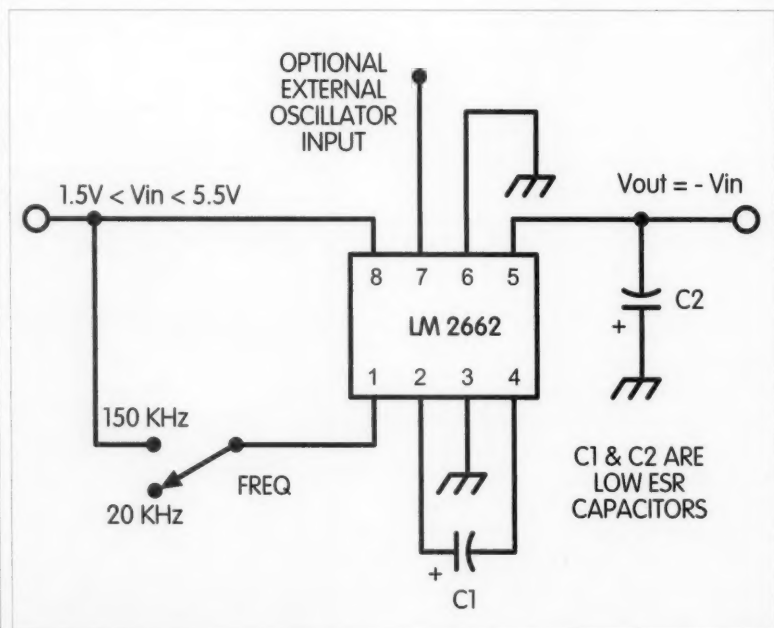 OPTIONAL
EXTERNAL
OSCILLATOR
INPUT
1.5V < Vin < 5.5V
Vout = - Vin
8 7 6 5
LM 2662
1 2 3 4
+
C2
150 KHz
20 KHz
FREQ
+
C1
C1 & C2 ARE
LOW ESR
CAPACITORS